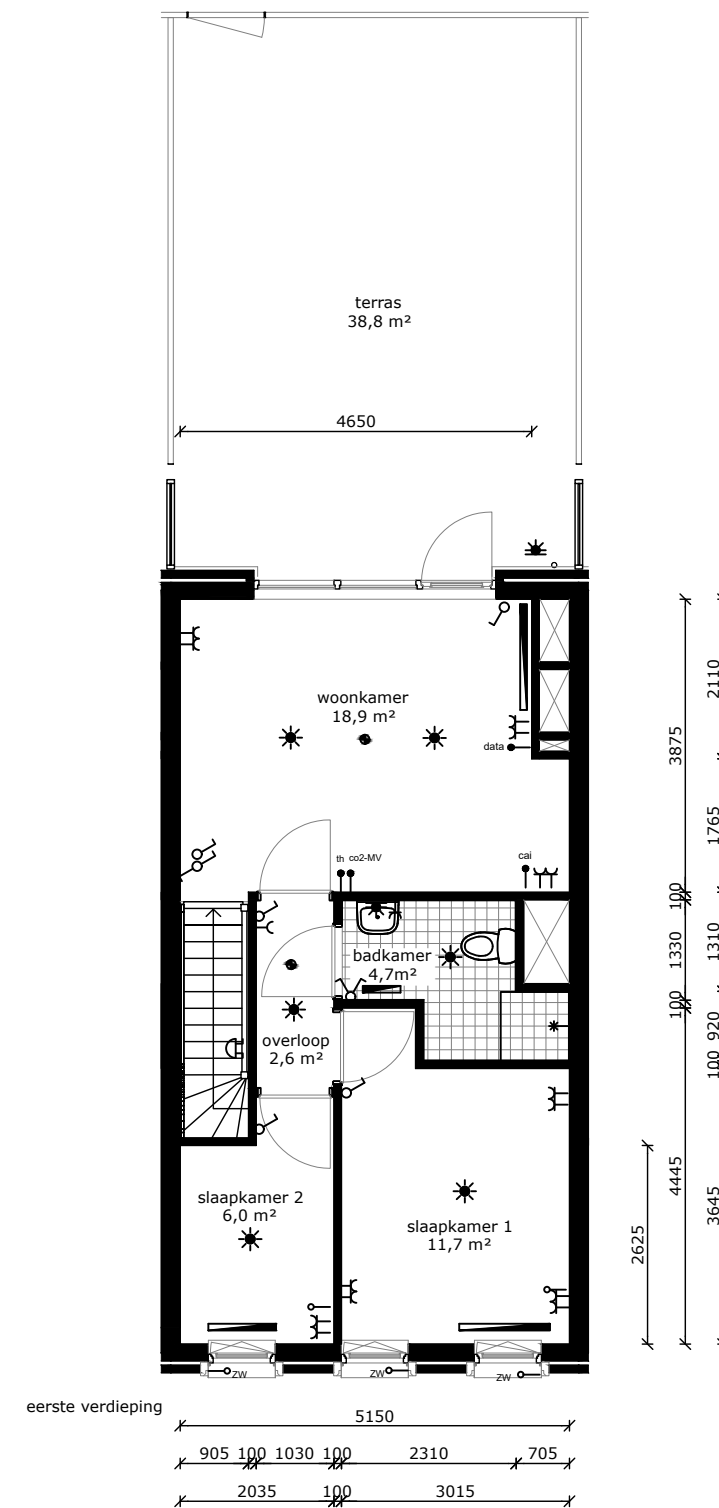 terras
38,8 m²
4650
woonkamer
18,9 m²
data
th co2-MV
cai
badkamer
4,7m²
overloop
2,6 m²
slaapkamer 2
6,0 m²
slaapkamer 1
11,7 m²
zw
zw
zw
3875
100
1330
100
4445
2625
2110
1765
1310
920
100
3645
eerste verdieping
5150
905 100 1030 100 2310 705
2035 100 3015